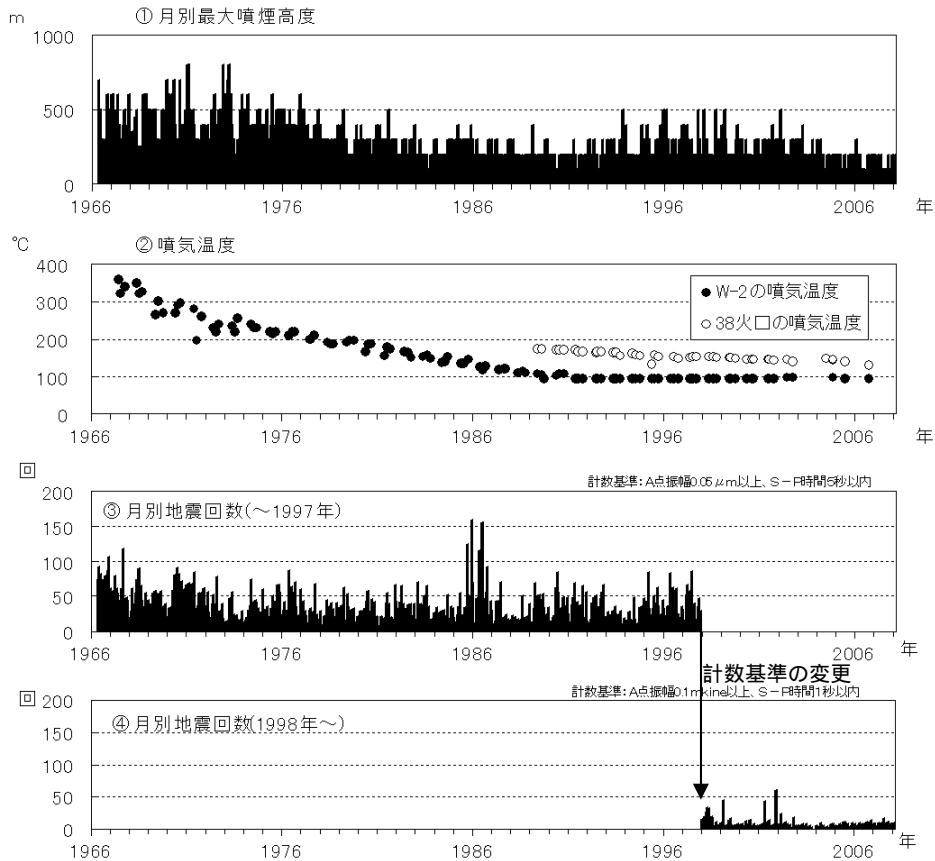 m
①月別最大噴煙高度
1000
500
0
1966 1976 1986 1996 2006 年
℃
②噴気温度
400
300
200
100
0
●W-2の噴気温度
○38火口の噴気温度
1966 1976 1986 1996 2006 年
回
計数基準:A点振幅0.05μm以上、S-P時間5秒以内
③月別地震回数(~1997年)
200
150
100
50
0
1966 1976 1986 1996 2006 年
計数基準の変更
回
計数基準:A点振幅0.1mkine以上、S-P時間1秒以内
④月別地震回数(1998年~)
200
150
100
50
0
1966 1976 1986 1996 2006 年